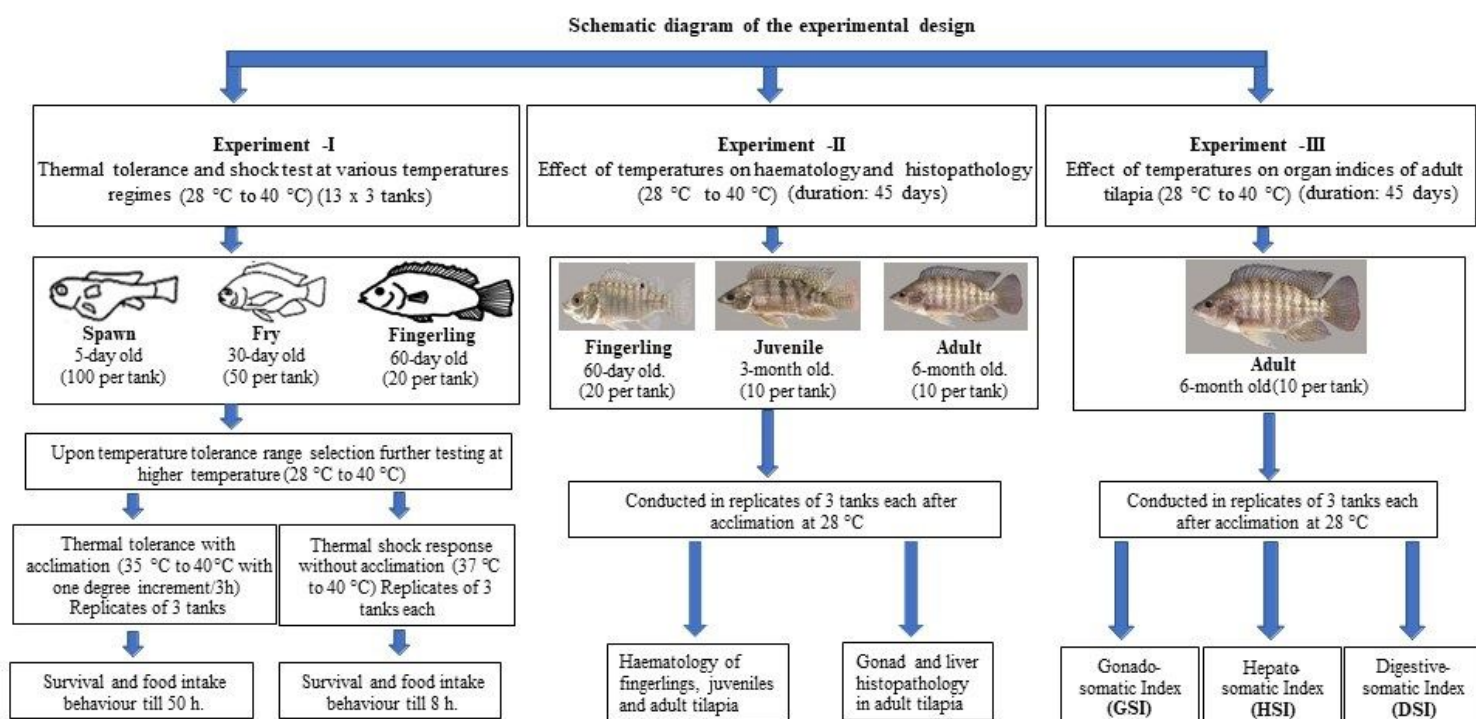 Schematic diagram of the experimental design
Experiment -I
Thermal tolerance and shock test at various temperatures
regimes (28 °C to 40 °C) (13 x 3 tanks)
Spawn
5-day old
(100 per tank)
Fry
30-day old
(50 per tank)
Fingerling
60-day old
(20 per tank)
Upon temperature tolerance range selection further testing at
higher temperature (28 °C to 40 °C)
Thermal tolerance with
acclimation (35 °C to 40°C with
one degree increment/3h)
Replicates of 3 tanks
Thermal shock response
without acclimation (37 °C
to 40 °C) Replicates of 3
tanks each
Survival and food intake
behaviour till 50 h.
Survival and food intake
behaviour till 8 h.
Experiment -II
Effect of temperatures on haematology and histopathology
(28 °C to 40 °C) (duration: 45 days)
Fingerling
60-day old.
(20 per tank)
Juvenile
3-month old.
(10 per tank)
Adult
6-month old.
(10 per tank)
Conducted in replicates of 3 tanks each after
acclimation at 28 °C
Haematology of
fingerlings, juveniles
and adult tilapia
Gonad and liver
histopathology
in adult tilapia
Experiment -III
Effect of temperatures on organ indices of adult
tilapia (28 °C to 40 °C) (duration: 45 days)
Adult
6-month old (10 per tank)
Conducted in replicates of 3 tanks each
after acclimation at 28 °C
Gonado-
somatic Index
(GSI)
Hepato-
somatic Index
(HSI)
Digestive-
somatic Index
(DSI)